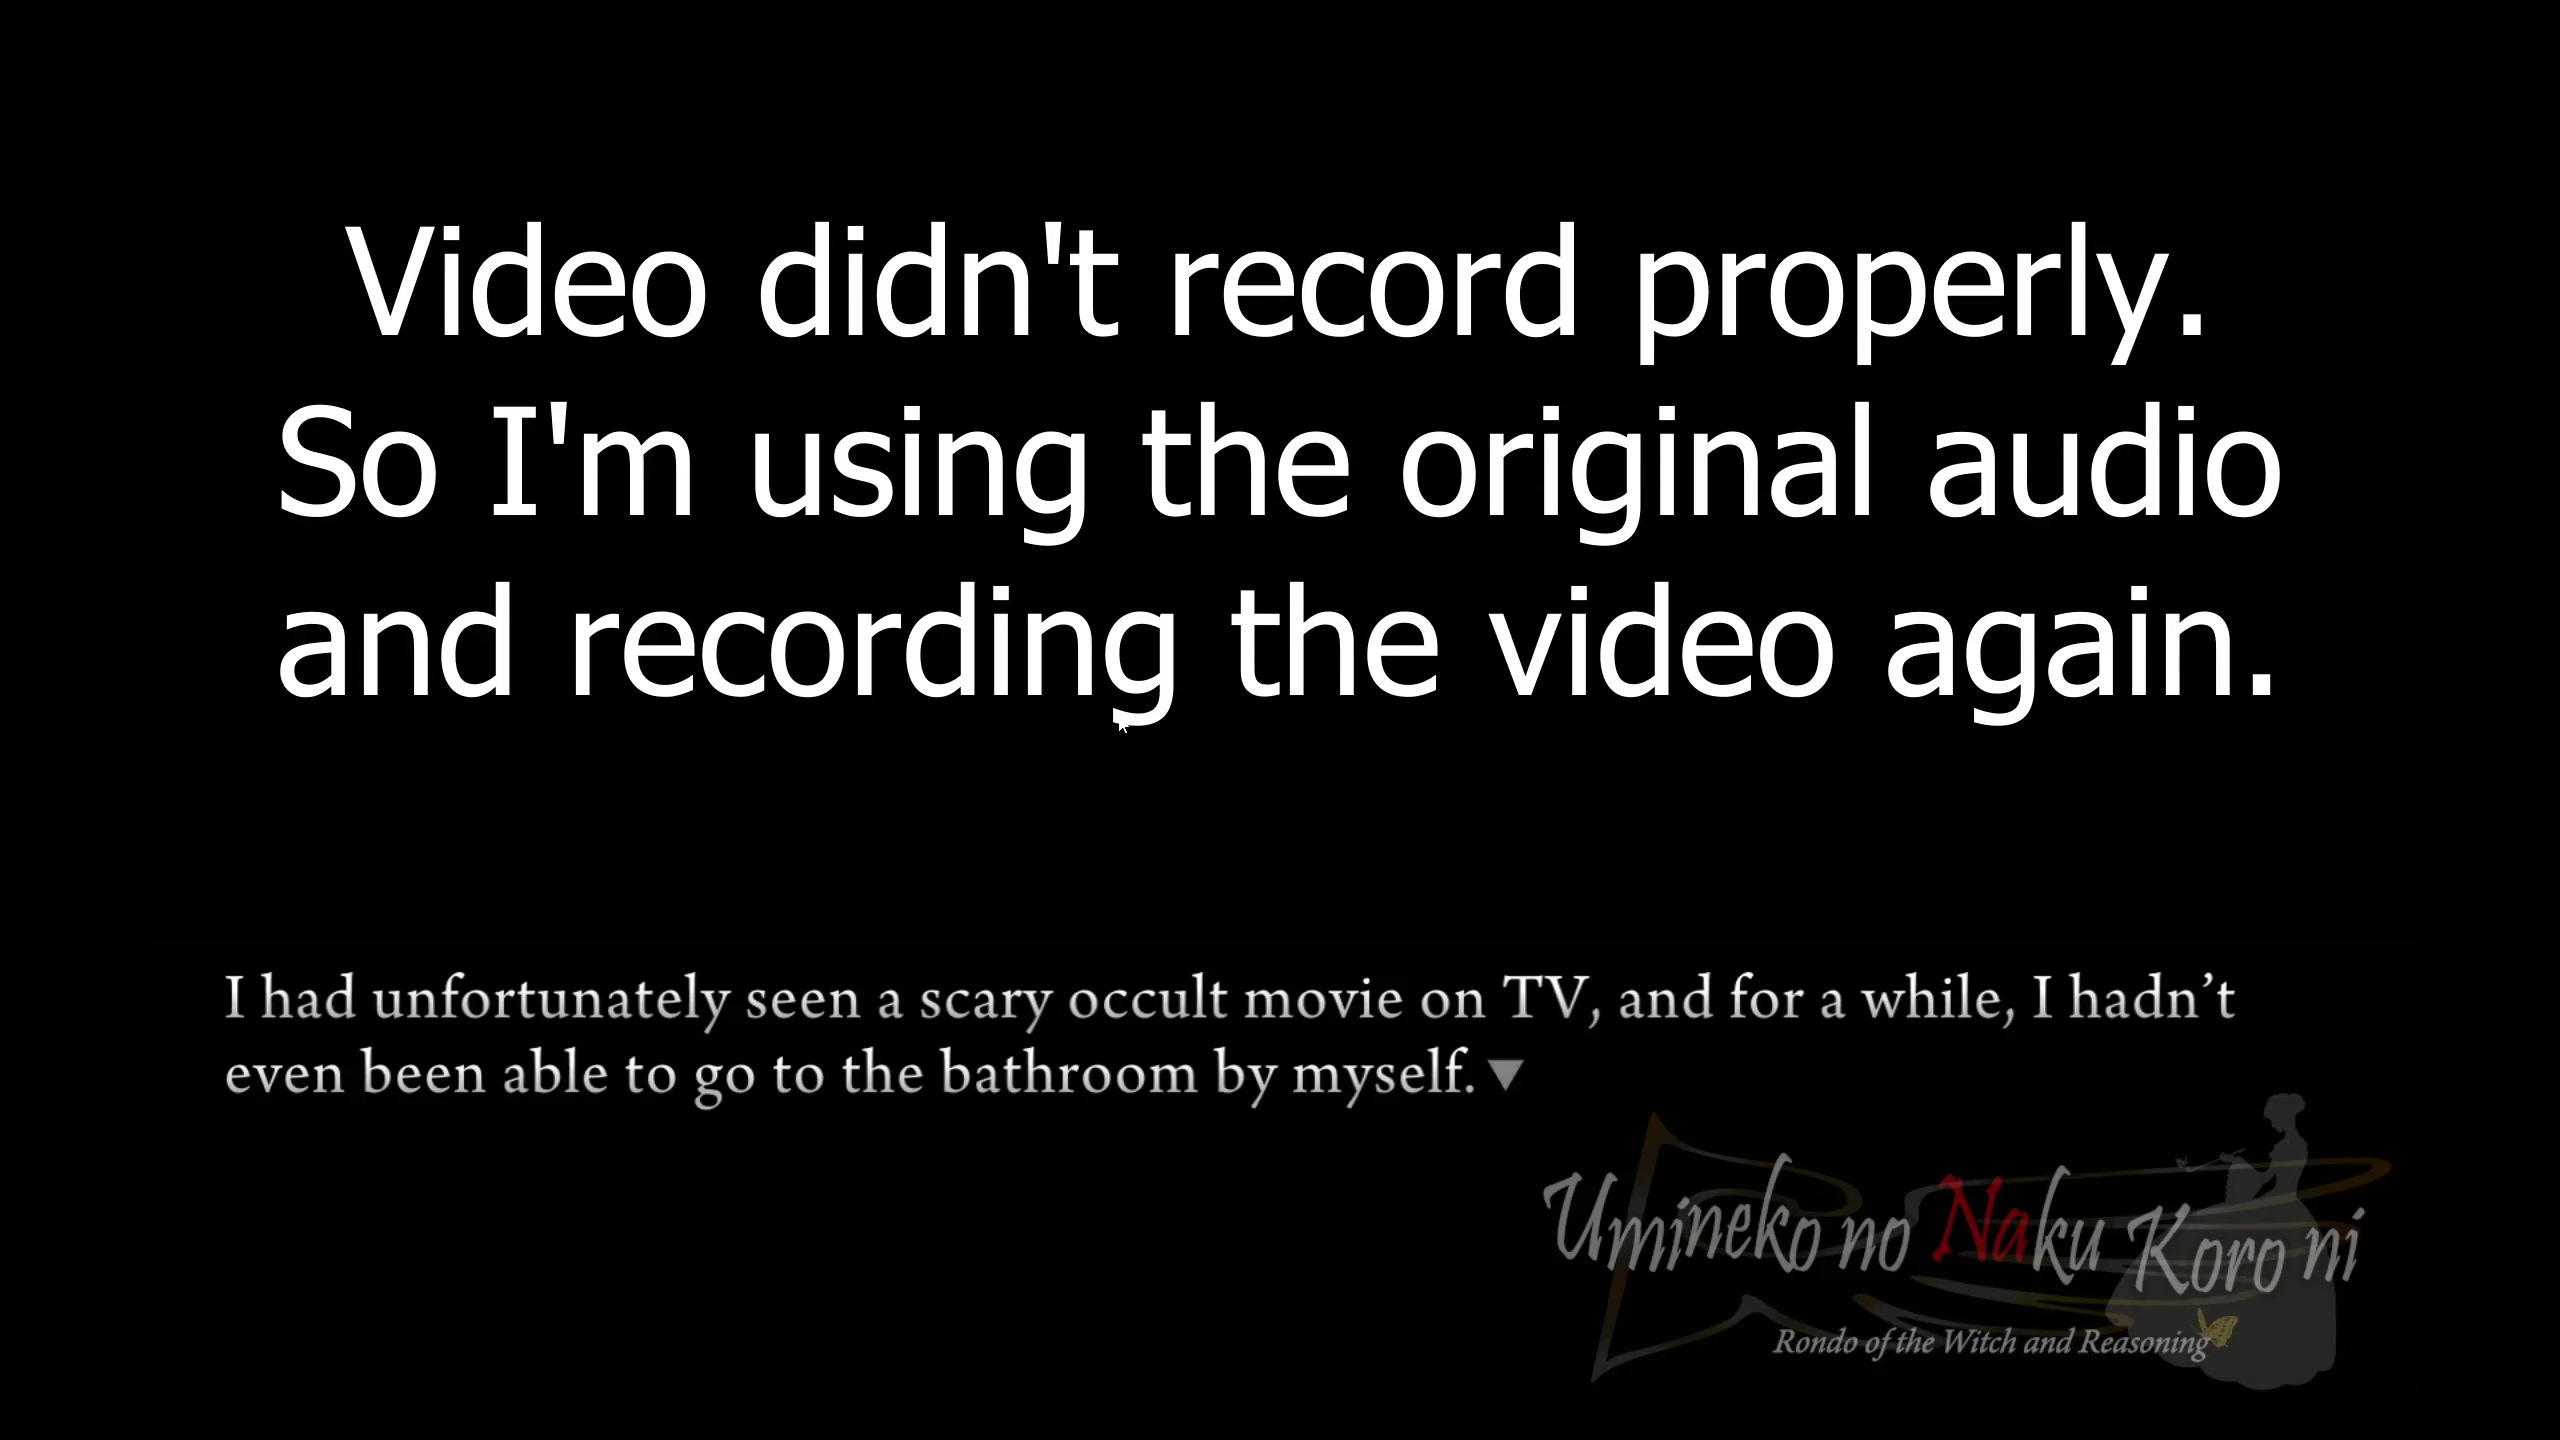 Video didn't record properly.
So I'm using the original audio
and recording the video again.
I had unfortunately seen a scary occult movie on TV, and for a while, I hadn’t
even been able to go to the bathroom by myself.
Umineko no Naku Koro ni
Rondo of the Witch and Reasoning